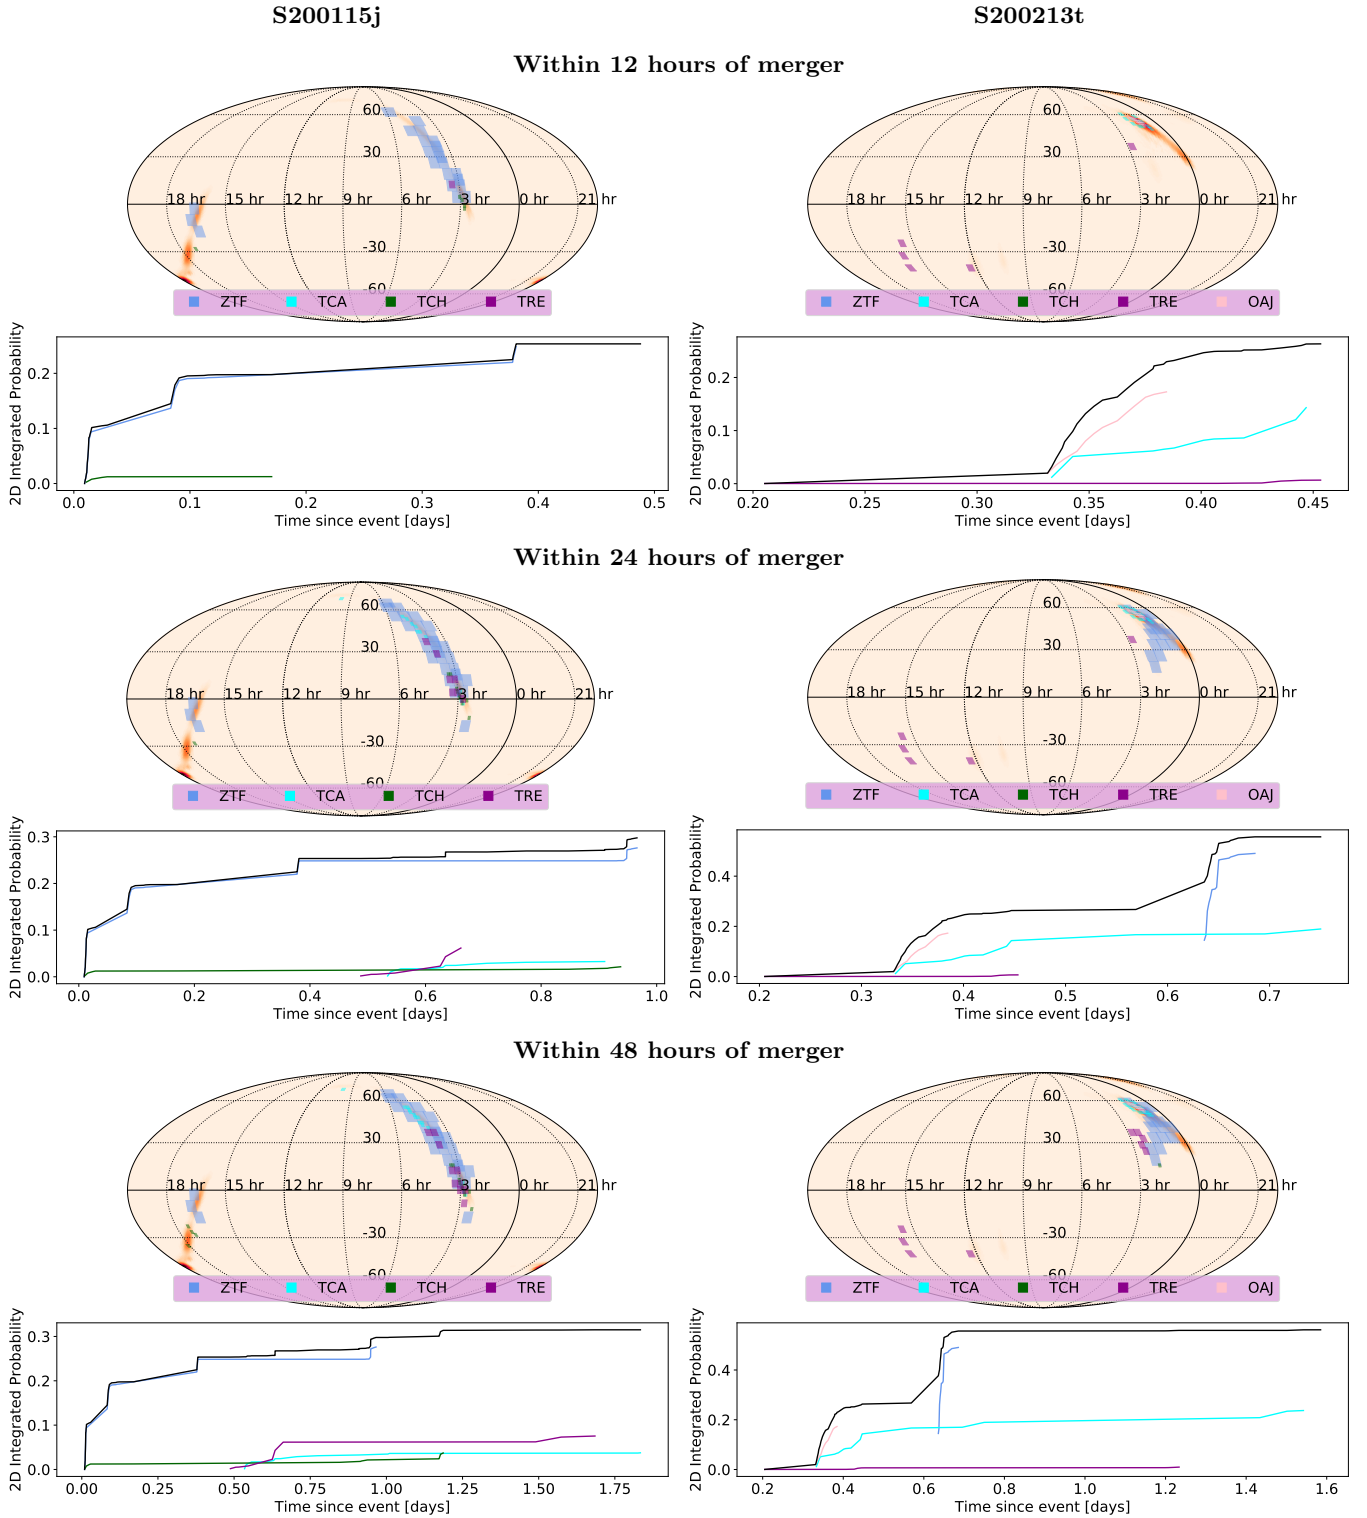 S200115j S200213t
Within 12 hours of merger
60 60
30 30
18 hr 15 hr 12 hr 9 hr 6 hr 3 hr 0 hr 21 hr 18 hr 15 hr 12 hr 9 hr 6 hr 3 hr 0 hr 21 hr
-30 -30
-60 -60
ZTF TCA TCH TRE ZTF TCA TCH TRE OAJ
2D Integrated Probability
0.2
0.1
0.0
0.0 0.1 0.2 0.3 0.4 0.5
Time since event [days]
2D Integrated Probability
0.2
0.1
0.0
0.20 0.25 0.30 0.35 0.40 0.45
Time since event [days]
Within 24 hours of merger
60 60
30 30
18 hr 15 hr 12 hr 9 hr 6 hr 3 hr 0 hr 21 hr 18 hr 15 hr 12 hr 9 hr 6 hr 3 hr 0 hr 21 hr
-30 -30
-60 -60
ZTF TCA TCH TRE ZTF TCA TCH TRE OAJ
2D Integrated Probability
0.3
0.2
0.1
0.0
0.0 0.2 0.4 0.6 0.8 1.0
Time since event [days]
2D Integrated Probability
0.4
0.2
0.0
0.2 0.3 0.4 0.5 0.6 0.7
Time since event [days]
Within 48 hours of merger
60 60
30 30
18 hr 15 hr 12 hr 9 hr 6 hr 3 hr 0 hr 21 hr 18 hr 15 hr 12 hr 9 hr 6 hr 3 hr 0 hr 21 hr
-30 -30
-60 -60
ZTF TCA TCH TRE ZTF TCA TCH TRE OAJ
2D Integrated Probability
0.3
0.2
0.1
0.0
0.00 0.25 0.50 0.75 1.00 1.25 1.50 1.75
Time since event [days]
2D Integrated Probability
0.4
0.2
0.0
0.2 0.4 0.6 0.8 1.0 1.2 1.4 1.6
Time since event [days]